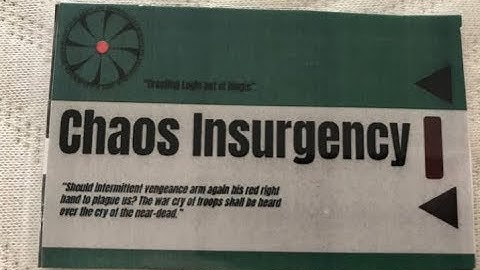 "Creating Logic out of Magic"
Chaos Insurgency
"Should intermittent vengeance arm again his red right
hand to plague us? The war cry of troops shall be heard
over the cry of the near-dead."